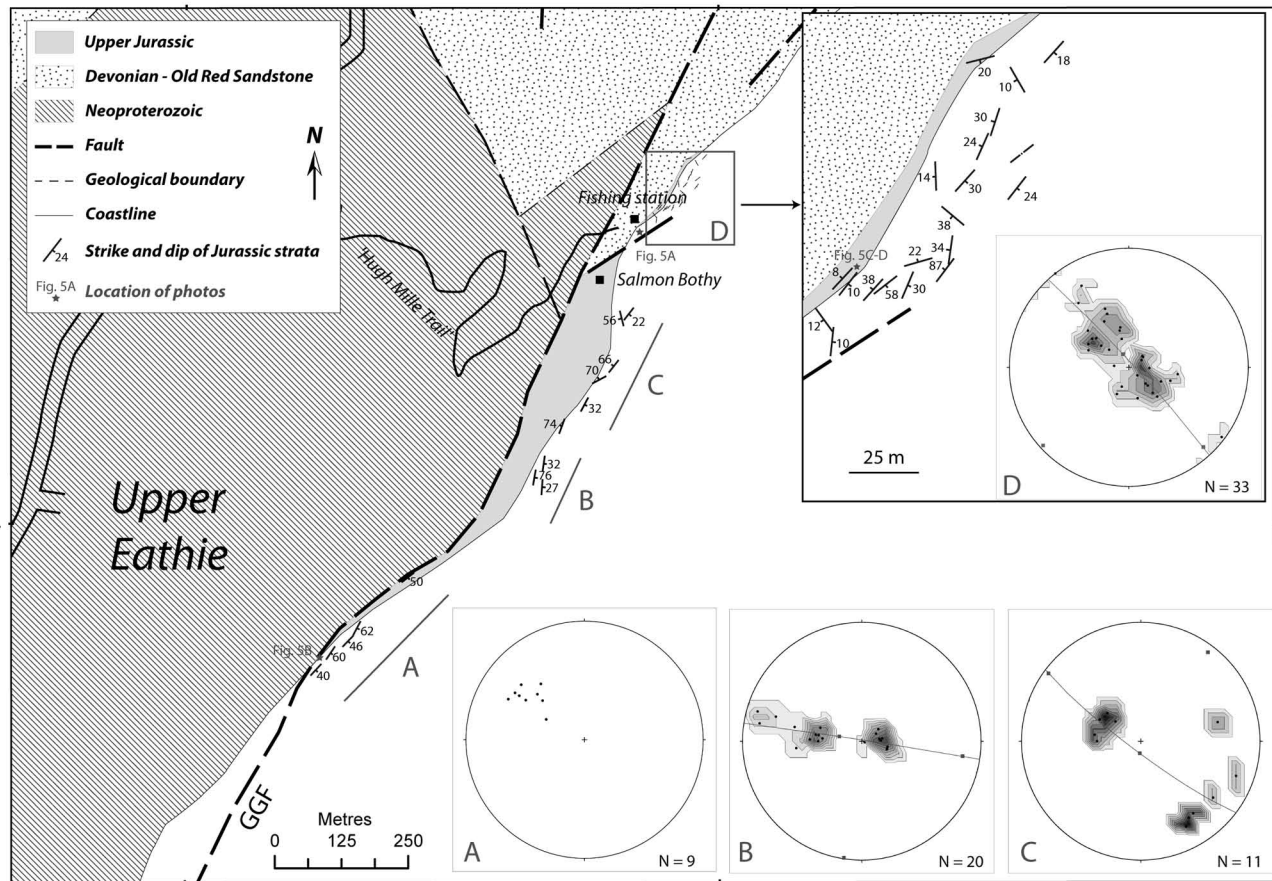 Upper Jurassic
Devonian - Old Red Sandstone
Neoproterozoic
Fault
N
Geological boundary
Coastline
24
Strike and dip of Jurassic strata
Fig. 5A
Location of photos
Fishing station
D
Fig. 5A
Salmon Bothy
"Hugh Mille Trail"
56
22
66
70
C
32
74
32
76
27
B
Upper
Eathie
50
62
46
Fig. 5B
60
40
A
GGF
Metres
0 125 250
20
18
10
30
24
14
30
24
38
22
34
87
Fig. 5C-D
8
38
10
58
30
12
10
25 m
D
N = 33
A
N = 9
B
N = 20
C
N = 11